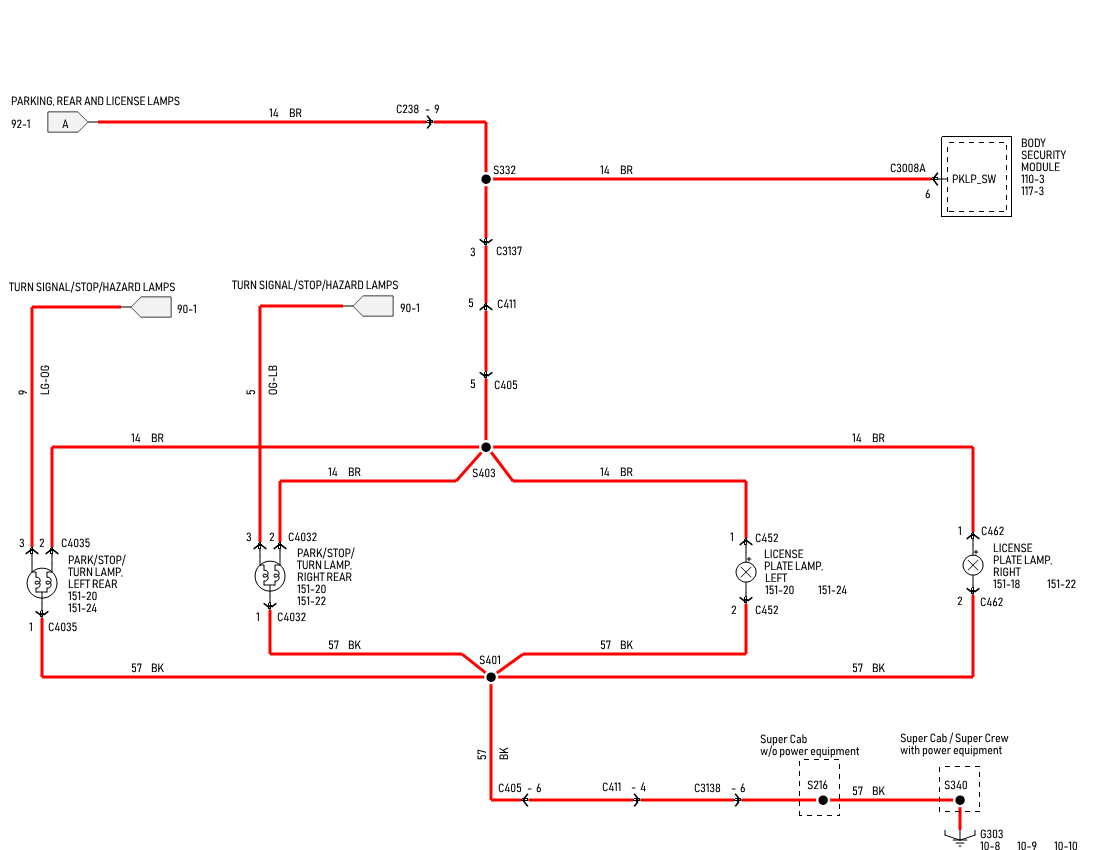 PARKING, REAR AND LICENSE LAMPS
92-1
A
14 BR
C238 - 9
S332
14 BR
C3008A
6
PKLP_SW
BODY
SECURITY
MODULE
110-3
117-3
3
C3137
5
C411
5
C405
TURN SIGNAL/STOP/HAZARD LAMPS
90-1
TURN SIGNAL/STOP/HAZARD LAMPS
90-1
9
LG-OG
5
OG-LB
14 BR
14 BR
S403
14 BR
14 BR
3
2
C4035
PARK/STOP/
TURN LAMP,
LEFT REAR
151-20
151-24
1
C4035
3
2
C4032
PARK/STOP/
TURN LAMP,
RIGHT REAR
151-20
151-22
1
C4032
1
C452
+
LICENSE
PLATE LAMP,
LEFT
151-20 151-24
2
C452
1
C462
+
LICENSE
PLATE LAMP,
RIGHT
151-18 151-22
2
C462
57 BK
57 BK
57 BK
57 BK
S401
57
BK
C405 - 6
C411 - 4
C3138 - 6
Super Cab
w/o power equipment
S216
57 BK
Super Cab / Super Crew
with power equipment
S340
G303
10-8 10-9 10-10